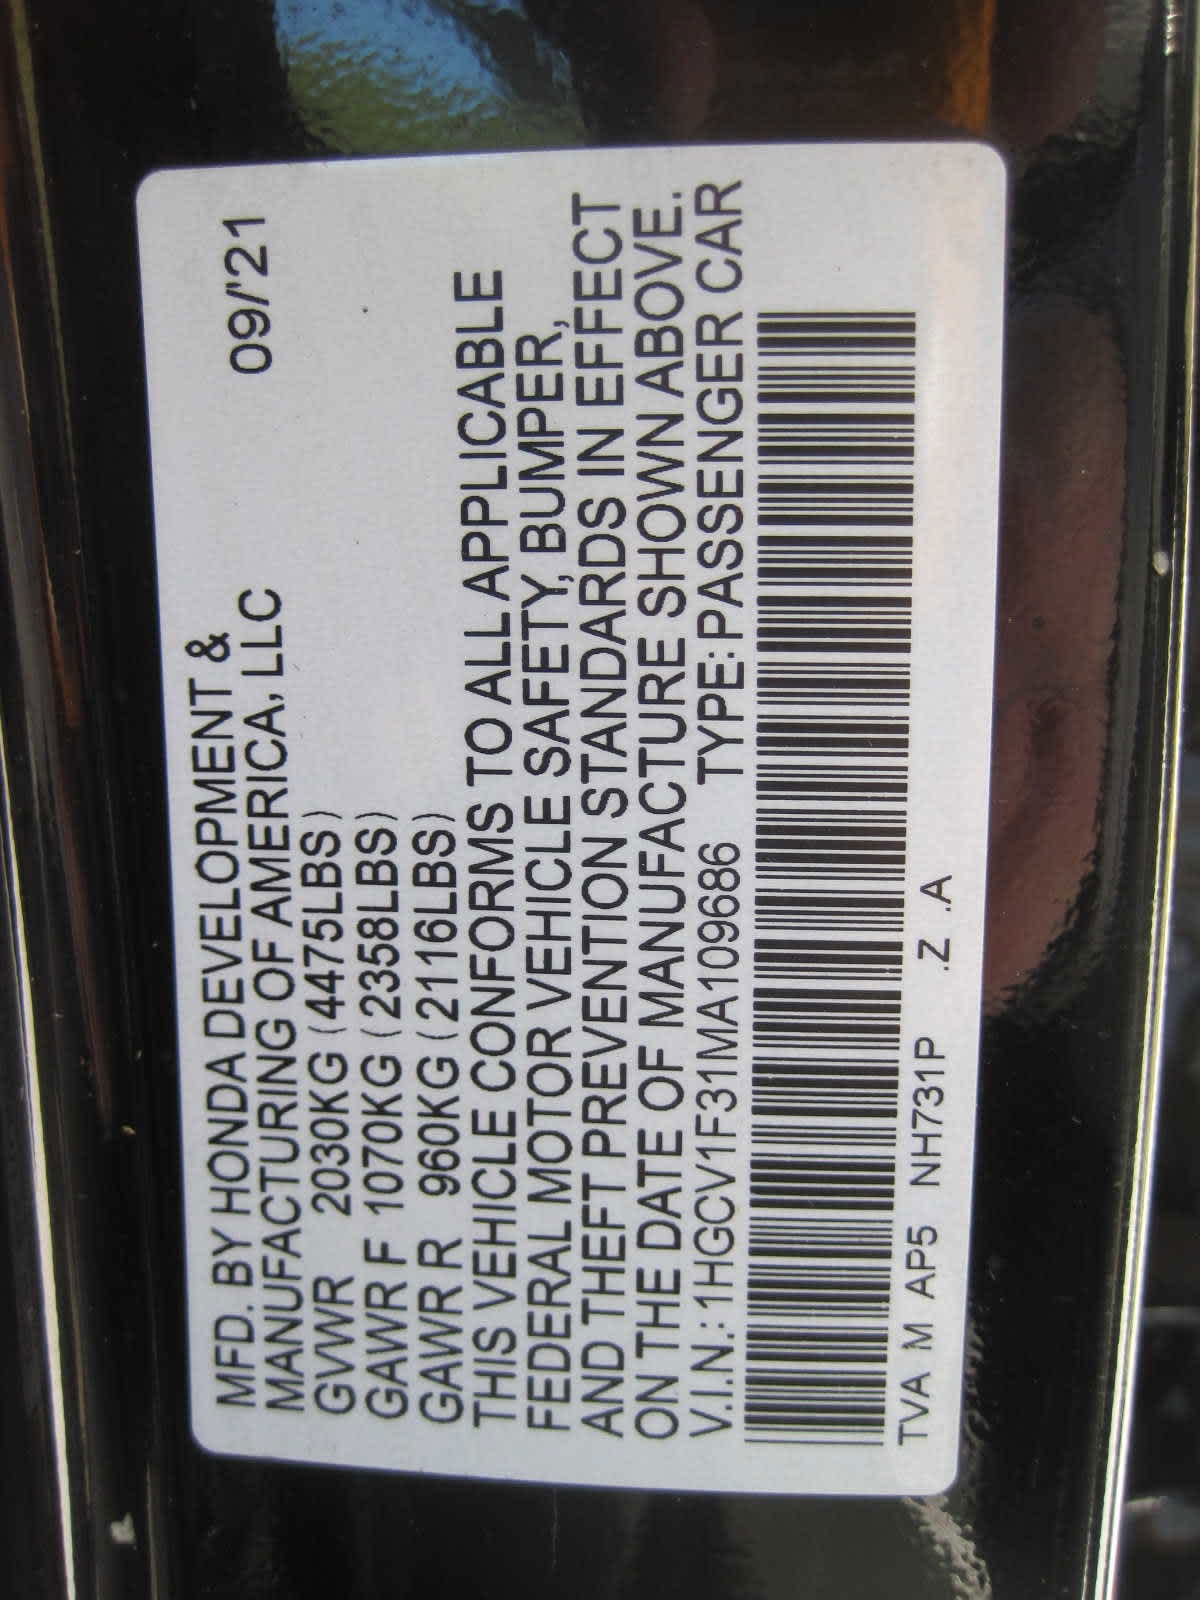 MFD. BY HONDA DEVELOPMENT &
MANUFACTURING OF AMERICA, LLC 09/'21
GVWR 2030KG (4475LBS)
GAWR F 1070KG (2358LBS)
GAWR R 960KG (2116LBS)
THIS VEHICLE CONFORMS TO ALL APPLICABLE
FEDERAL MOTOR VEHICLE SAFETY, BUMPER,
AND THEFT PREVENTION STANDARDS IN EFFECT
ON THE DATE OF MANUFACTURE SHOWN ABOVE.
V.I.N.: 1HGCV1F31MA109686 TYPE: PASSENGER CAR
TVA M AP5 NH731P .Z .A